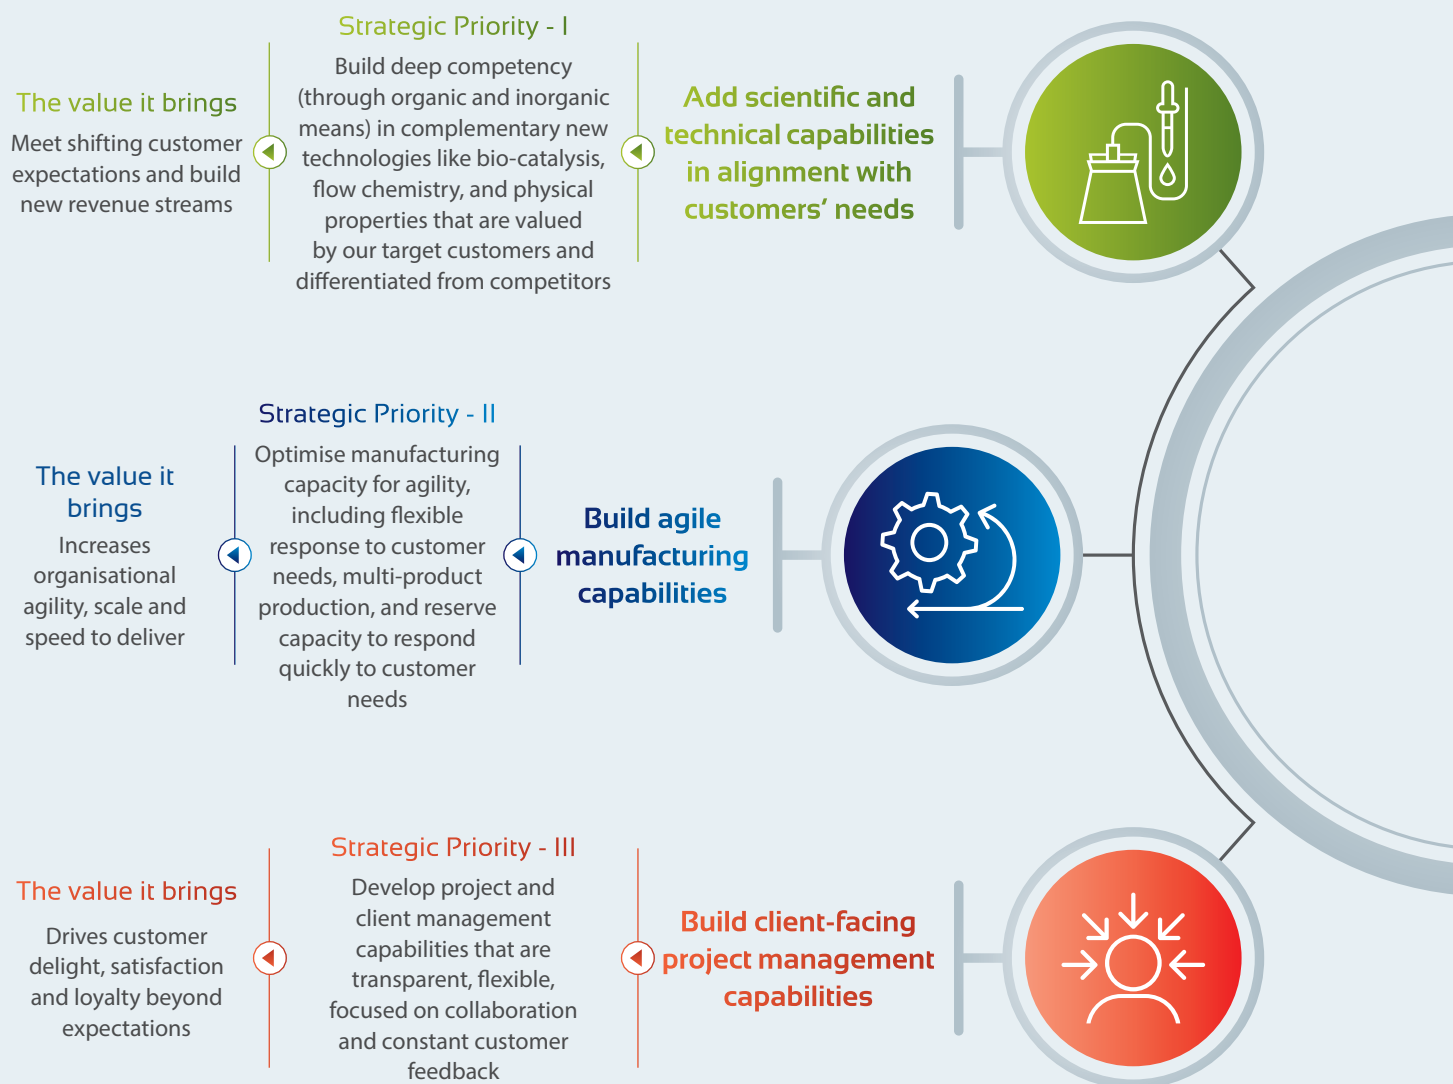 Strategic Priority - I
The value it brings
Meet shifting customer
expectations and build
new revenue streams
Build deep competency
(through organic and inorganic
means) in complementary new
technologies like bio-catalysis,
flow chemistry, and physical
properties that are valued
by our target customers and
differentiated from competitors
Add scientific and
technical capabilities
in alignment with
customers’ needs
Strategic Priority - II
The value it
brings
Increases
organisational
agility, scale and
speed to deliver
Optimise manufacturing
capacity for agility,
including flexible
response to customer
needs, multi-product
production, and reserve
capacity to respond
quickly to customer
needs
Build agile
manufacturing
capabilities
Strategic Priority - III
The value it brings
Drives customer
delight, satisfaction
and loyalty beyond
expectations
Develop project and
client management
capabilities that are
transparent, flexible,
focused on collaboration
and constant customer
feedback
Build client-facing
project management
capabilities